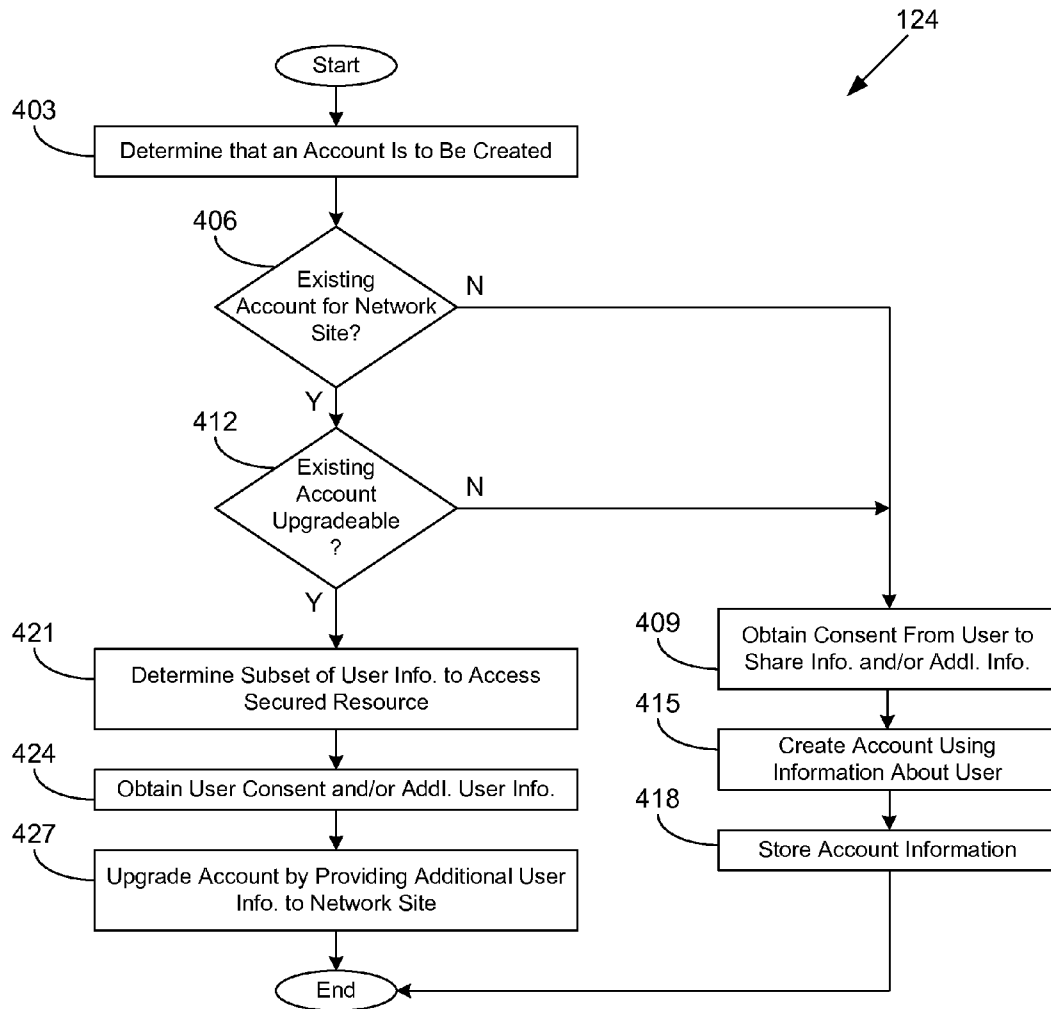 124
Start
403
Determine that an Account Is to Be Created
406
Existing
Account for Network
Site?
N
Y
412
Existing
Account
Upgradeable
?
N
Y
421
Determine Subset of User Info. to Access
Secured Resource
424
Obtain User Consent and/or Addl. User Info.
427
Upgrade Account by Providing Additional User
Info. to Network Site
409
Obtain Consent From User to
Share Info. and/or Addl. Info.
415
Create Account Using
Information About User
418
Store Account Information
End